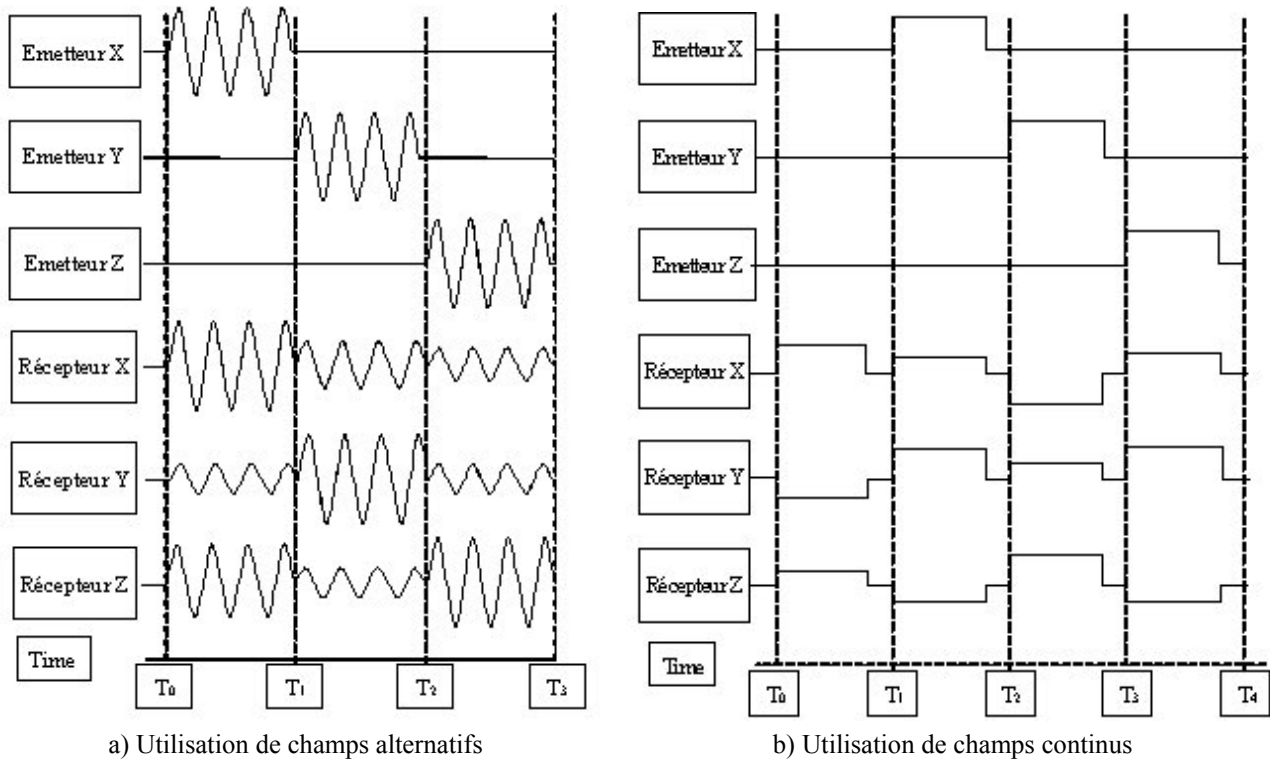 Emetteur X
Emetteur Y
Emetteur Z
Récepteur X
Récepteur Y
Récepteur Z
Time
T0
T1
T2
T3
a) Utilisation de champs alternatifs
Emetteur X
Emetteur Y
Emetteur Z
Récepteur X
Récepteur Y
Récepteur Z
Time
T0
T1
T2
T3
T4
b) Utilisation de champs continus